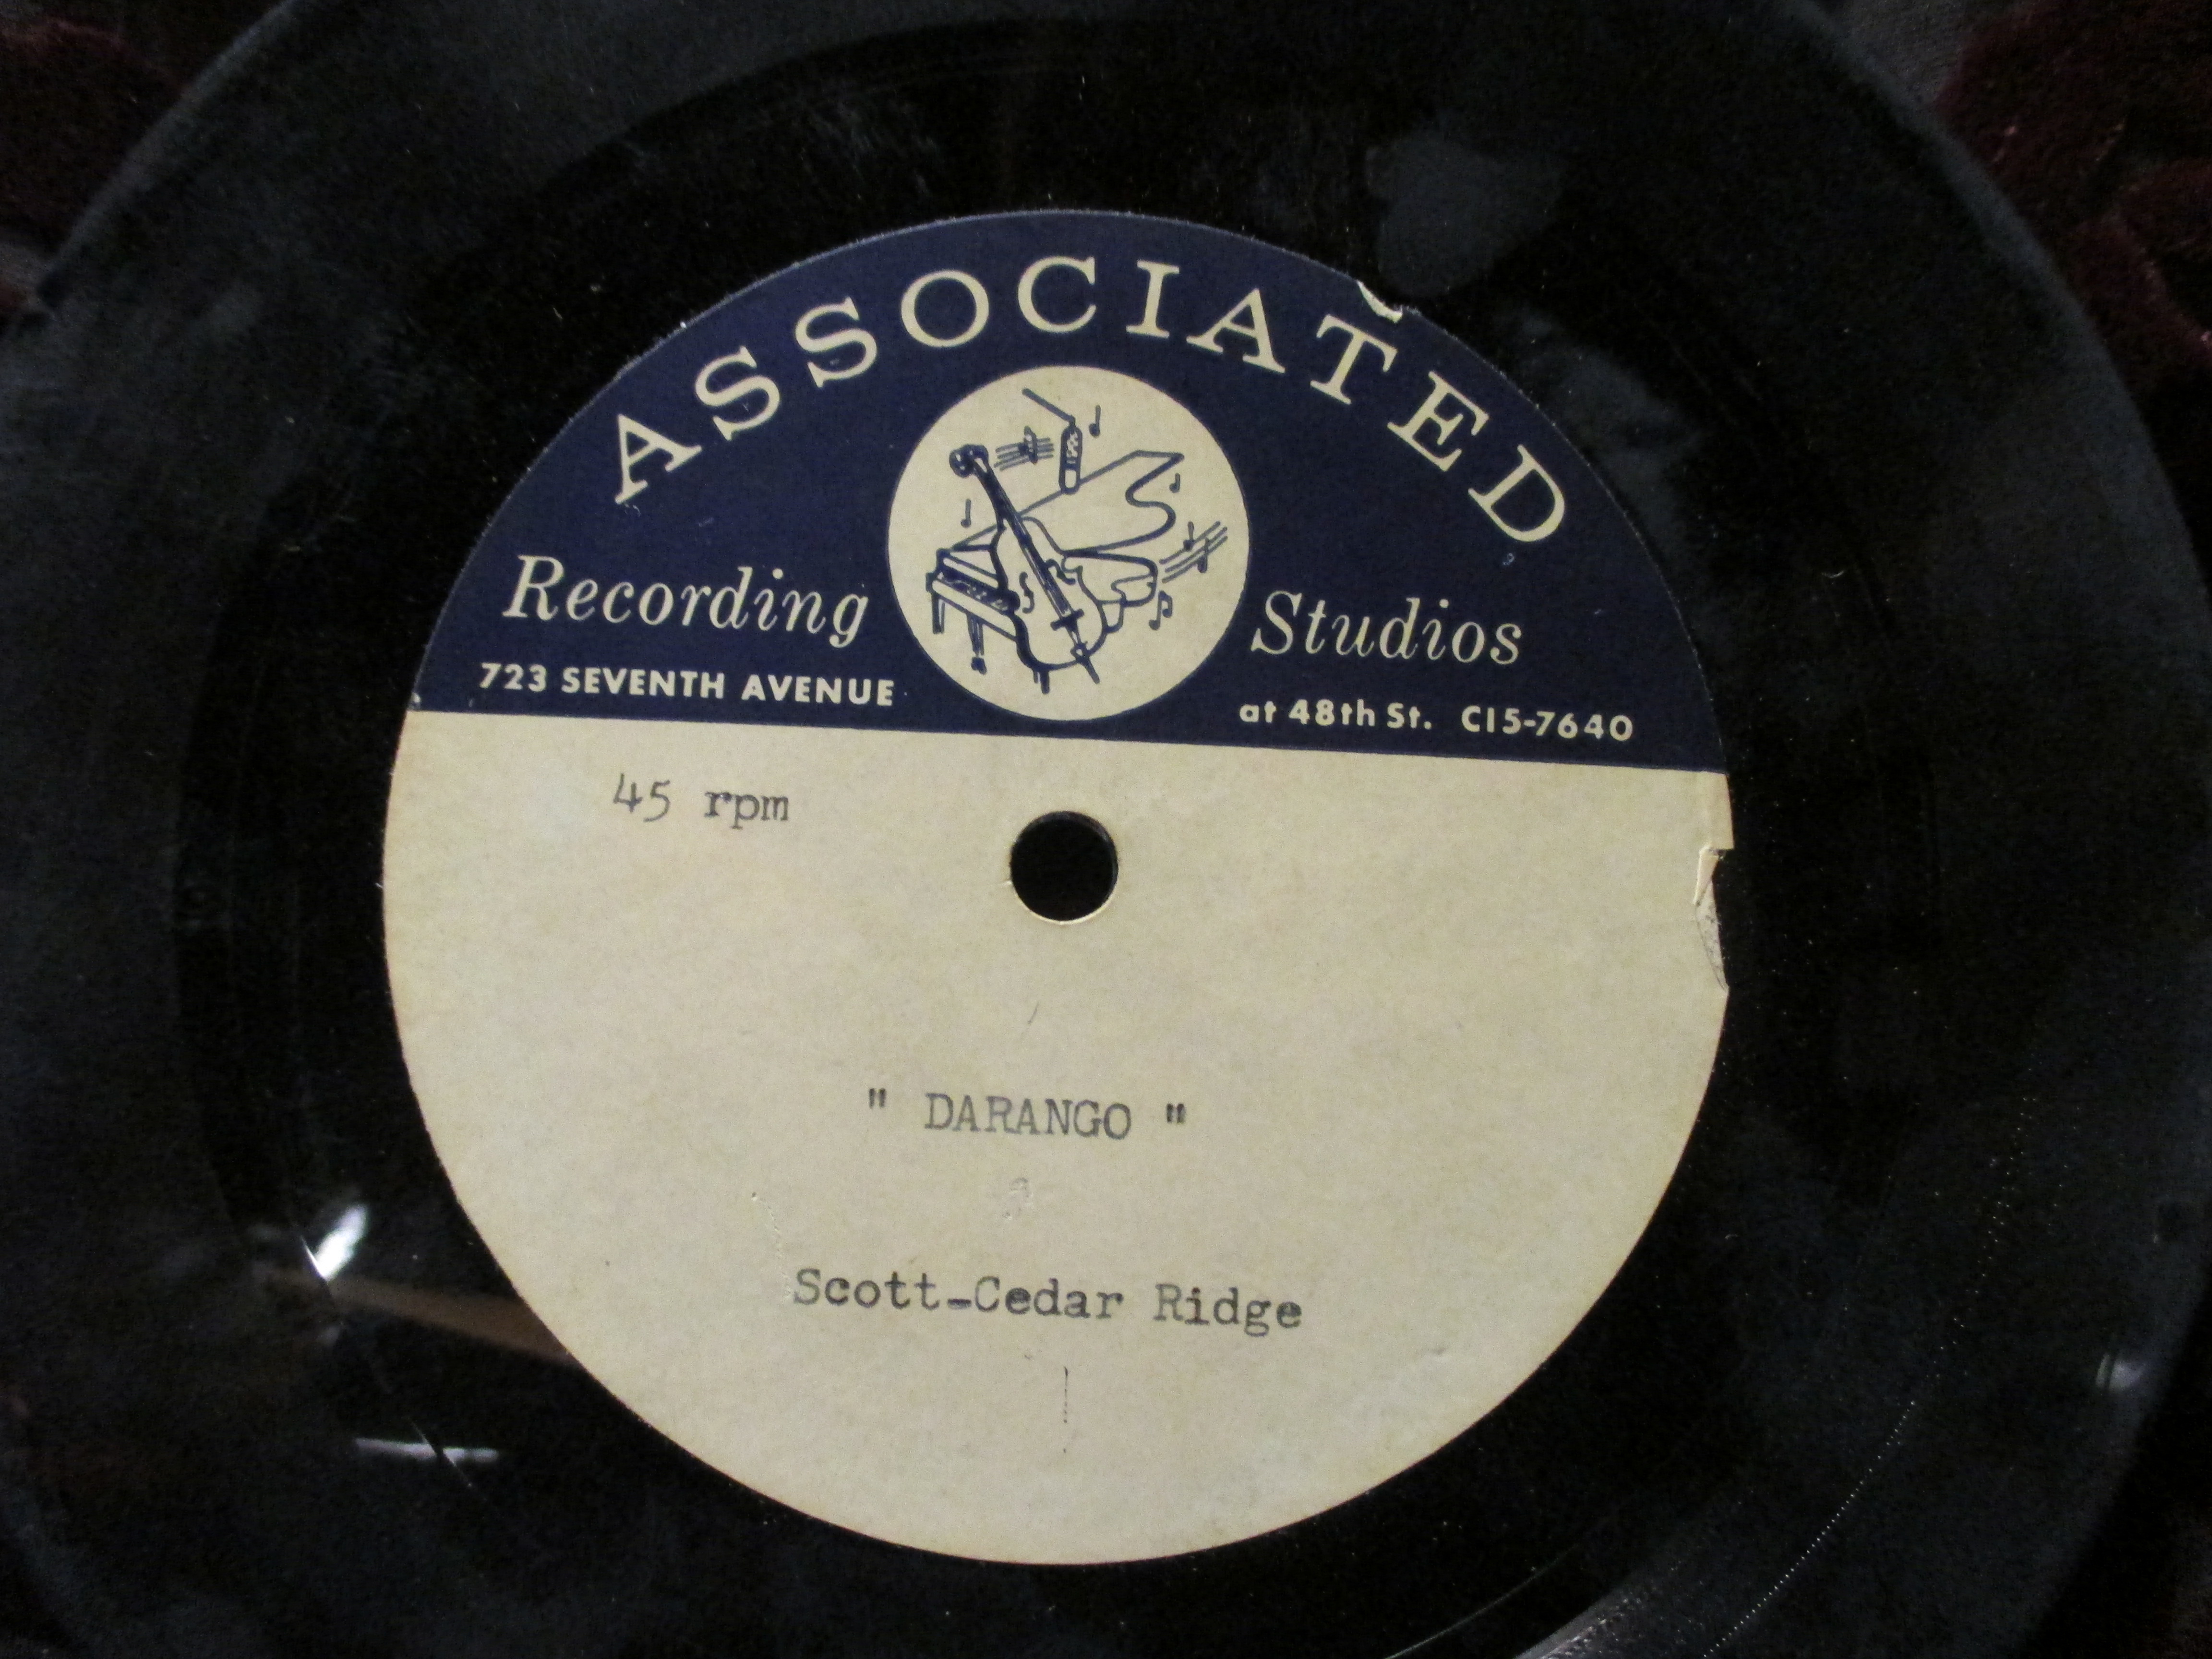 ASSOCIATED
Recording Studios
723 SEVENTH AVENUE at 48th St. CI5-7640
45 rpm
" DARANGO "
Scott-Cedar Ridge